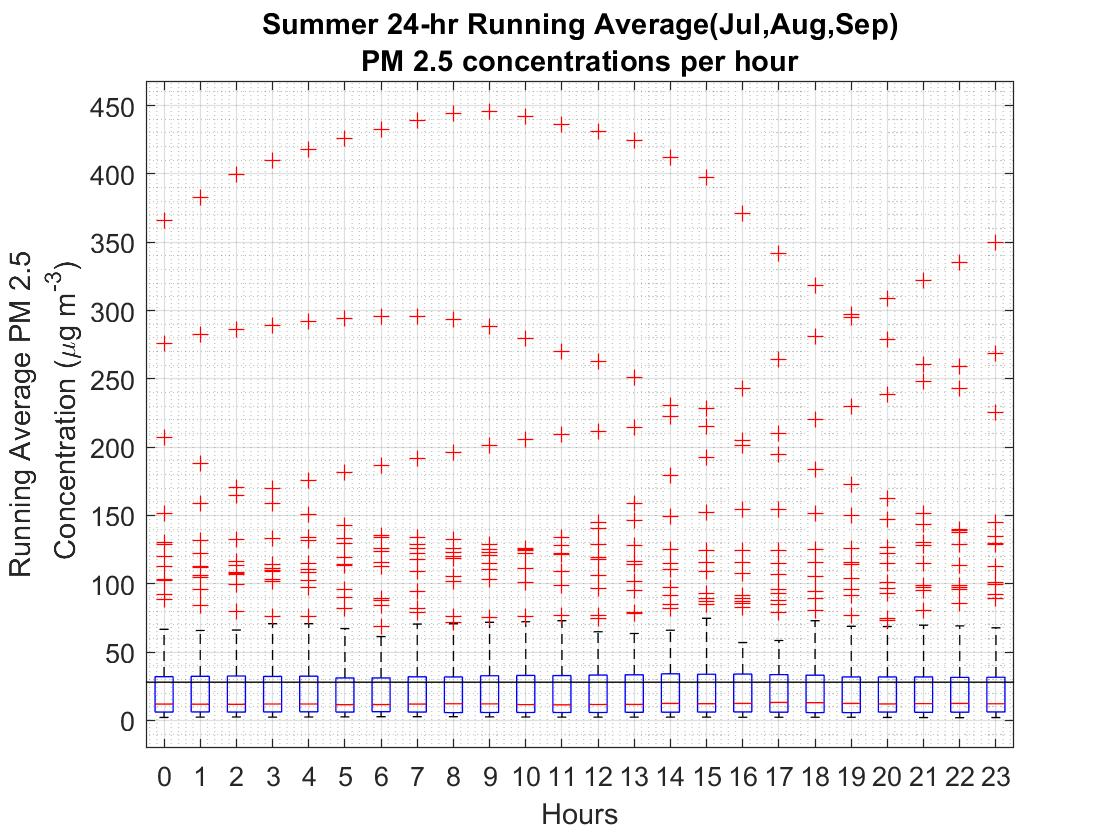 Summer 24-hr Running Average(Jul,Aug,Sep)
PM 2.5 concentrations per hour
Running Average PM 2.5
Concentration (μg m⁻³)
450
400
350
300
250
200
150
100
50
0
0 1 2 3 4 5 6 7 8 9 10 11 12 13 14 15 16 17 18 19 20 21 22 23
Hours